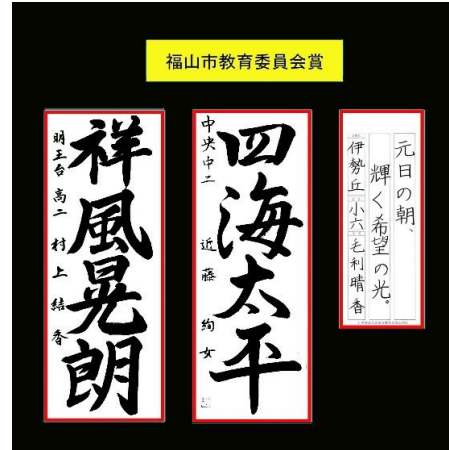 福山市教育委員会賞
元日の朝、
輝く希望の光。
伊勢丘 小六 毛利晴香
四海太平
中央中二 近藤絢女
祥風晃朗
明王台高二 村上結香